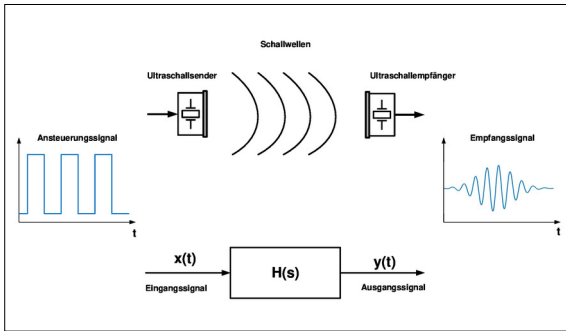 Schallwellen
Ultraschallsender
Ultraschallempfänger
Ansteuerungssignal
Empfangssignal
t
t
x(t)
H(s)
y(t)
Eingangssignal
Ausgangssignal